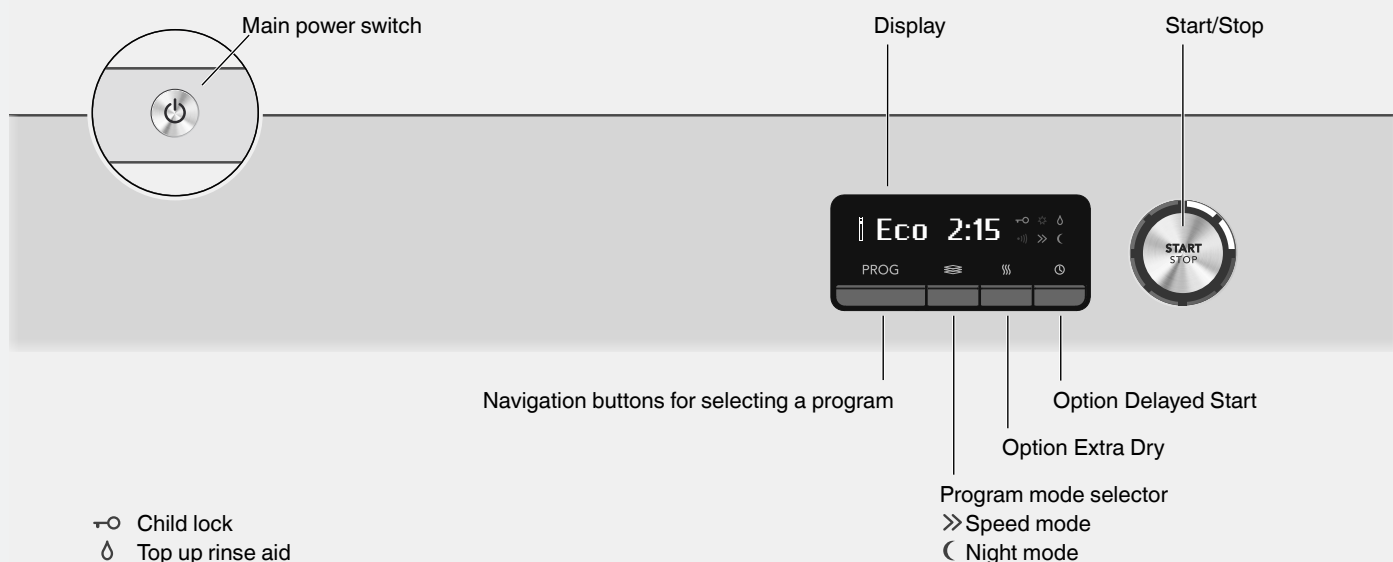 Main power switch
Display
Start/Stop
Eco 2:15
PROG
START
STOP
Navigation buttons for selecting a program
Option Delayed Start
Option Extra Dry
Program mode selector
Speed mode
Night mode
Child lock
Top up rinse aid